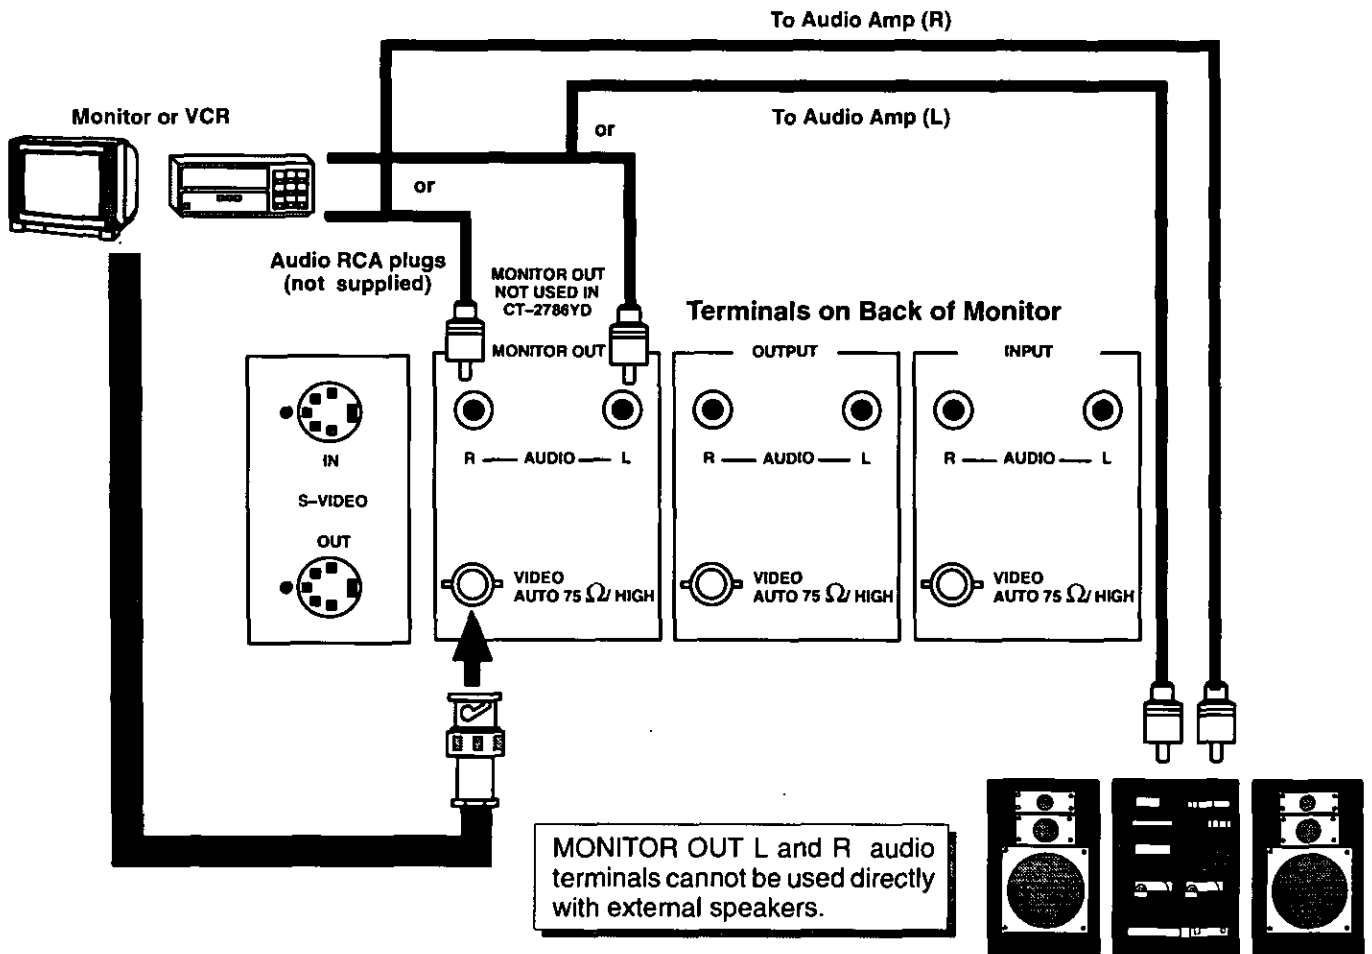 To Audio Amp (R)
Monitor or VCR
To Audio Amp (L)
or
or
Audio RCA plugs
(not supplied)
MONITOR OUT
NOT USED IN
CT–2786YD
Terminals on Back of Monitor
MONITOR OUT
OUTPUT
INPUT
IN
S–VIDEO
OUT
R — AUDIO — L
R — AUDIO — L
R — AUDIO — L
VIDEO
AUTO 75 Ω/ HIGH
VIDEO
AUTO 75 Ω/ HIGH
VIDEO
AUTO 75 Ω/ HIGH
MONITOR OUT L and R audio
terminals cannot be used directly
with external speakers.